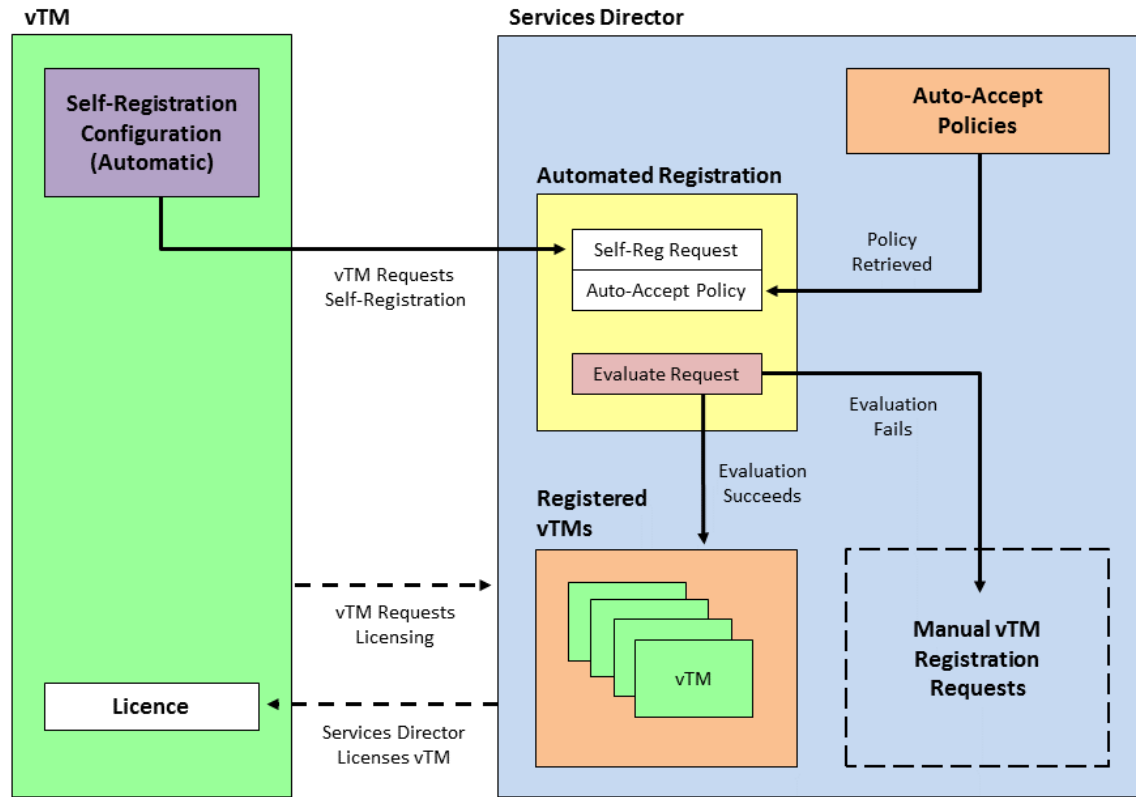 vTM
Services Director
Self-Registration
Configuration
(Automatic)
Auto-Accept
Policies
Automated Registration
Self-Reg Request
Auto-Accept Policy
Policy
Retrieved
vTM Requests
Self-Registration
Evaluate Request
Evaluation
Fails
Evaluation
Succeeds
Registered
vTMs
vTM Requests
Licensing
vTM
Manual vTM
Registration
Requests
Licence
Services Director
Licenses vTM